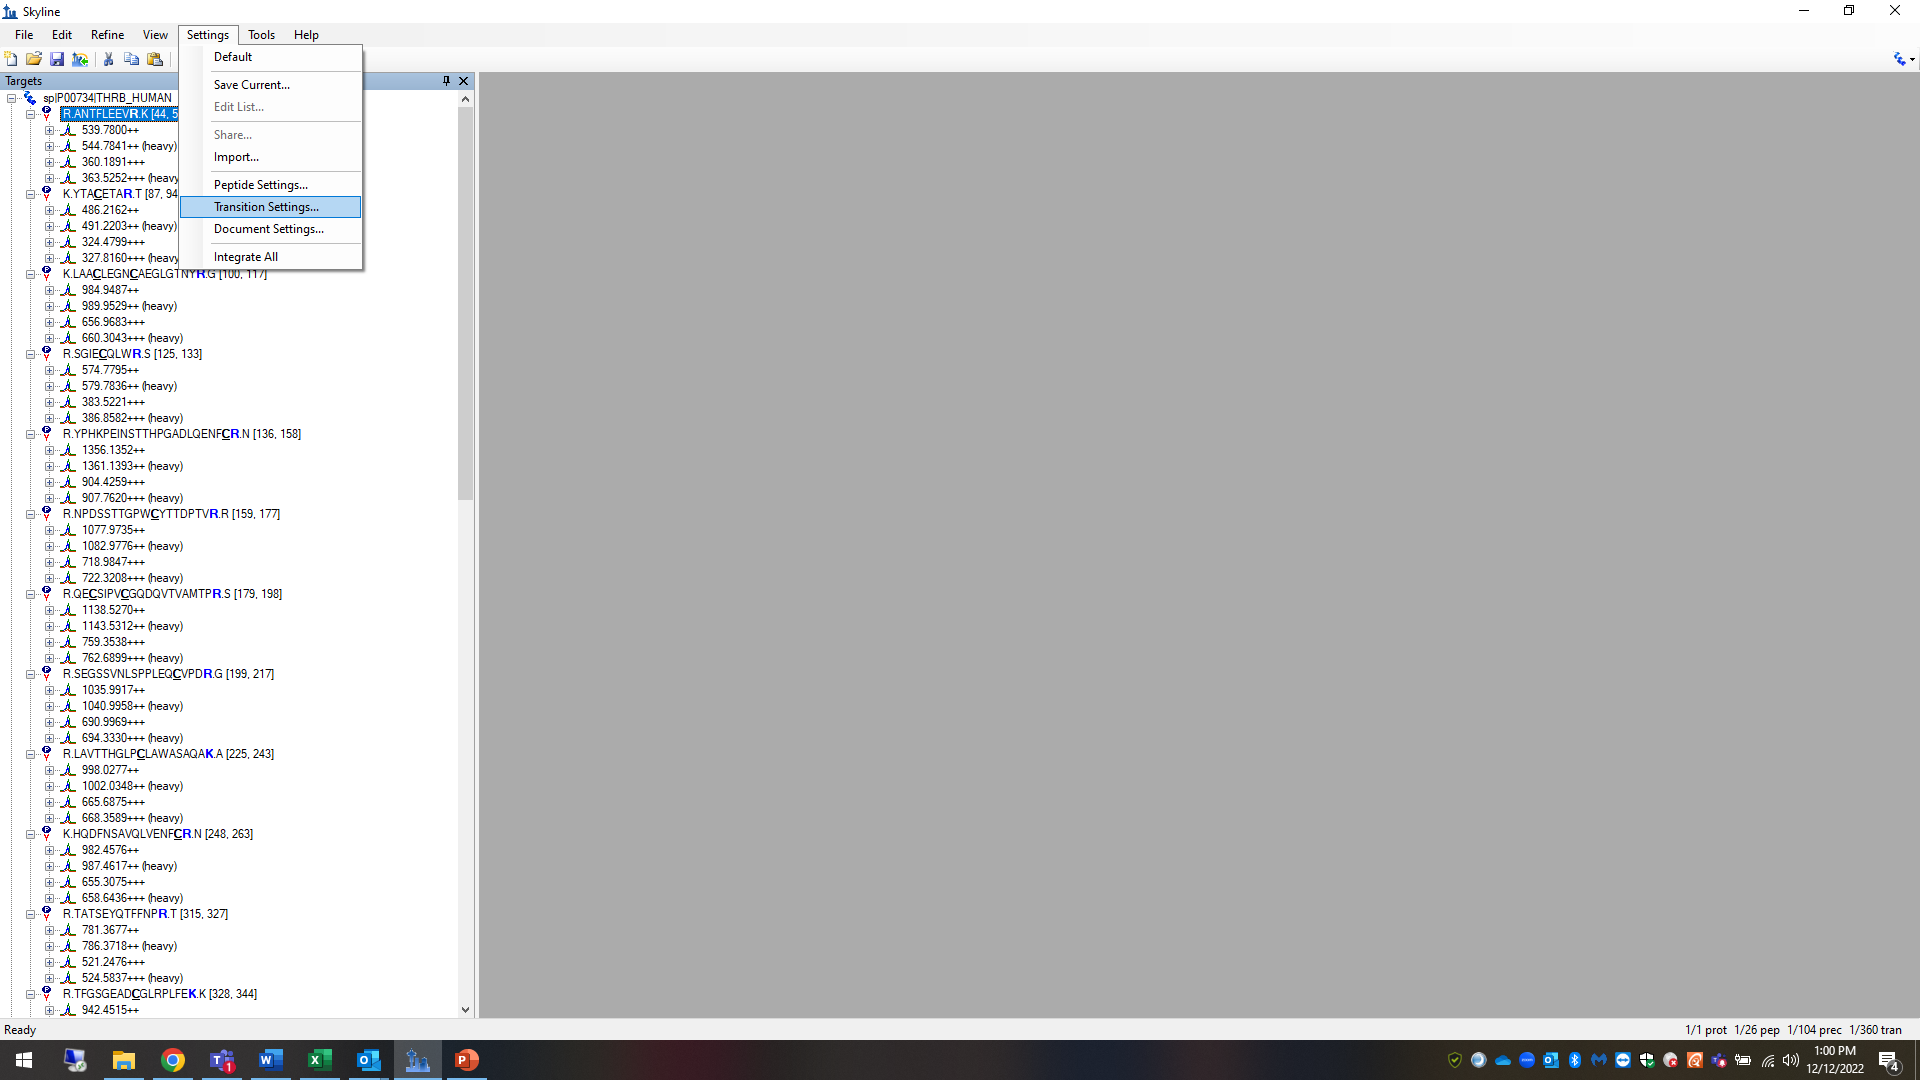 Skyline
File Edit Refine View Settings Tools Help
Default
Save Current...
Edit List...
Share...
Import...
Peptide Settings...
Transition Settings...
Document Settings...
Integrate All
Targets
sp|P00734|THRB_HUMAN
R.ANTFLEEVR.K [44, 5
539.7800++
544.7841++ (heavy)
360.1891+++
363.5252+++ (heavy
K.YTACETAR.T [87, 94
486.2162++
491.2203++ (heavy)
324.4799+++
327.8160+++ (heavy
K.LAACLEGNCAEGLGTNYR.G [100, 117]
984.9487++
989.9529++ (heavy)
656.9683+++
660.3043+++ (heavy)
R.SGIECQLWR.S [125, 133]
574.7795++
579.7836++ (heavy)
383.5221+++
386.8582+++ (heavy)
R.YPHKPEINSTTHPGADLQENFCR.N [136, 158]
1356.1352++
1361.1393++ (heavy)
904.4259+++
907.7620+++ (heavy)
R.NPDSSTTGPWCYTTDPTVR.R [159, 177]
1077.9735++
1082.9776++ (heavy)
718.9847+++
722.3208+++ (heavy)
R.QECSIPVCGQDQVTVAMTPR.S [179, 198]
1138.5270++
1143.5312++ (heavy)
759.3538+++
762.6899+++ (heavy)
R.SEGSSVNLSPPLEQCVPDR.G [199, 217]
1035.9917++
1040.9958++ (heavy)
690.9969+++
694.3330+++ (heavy)
R.LAVTTHGLPCLAWASAQAK.A [225, 243]
998.0277++
1002.0348++ (heavy)
665.6875+++
668.3589+++ (heavy)
K.HQDFNSAVQLVENFCR.N [248, 263]
982.4576++
987.4617++ (heavy)
655.3075+++
658.6436+++ (heavy)
R.TATSEYQTFFNPR.T [315, 327]
781.3677++
786.3718++ (heavy)
521.2476+++
524.5837+++ (heavy)
R.TFGSGEADCGLRPLFEK.K [328, 344]
942.4515++
Ready
1/1 prot 1/26 pep 1/104 prec 1/360 tran
1:00 PM
12/12/2022
4